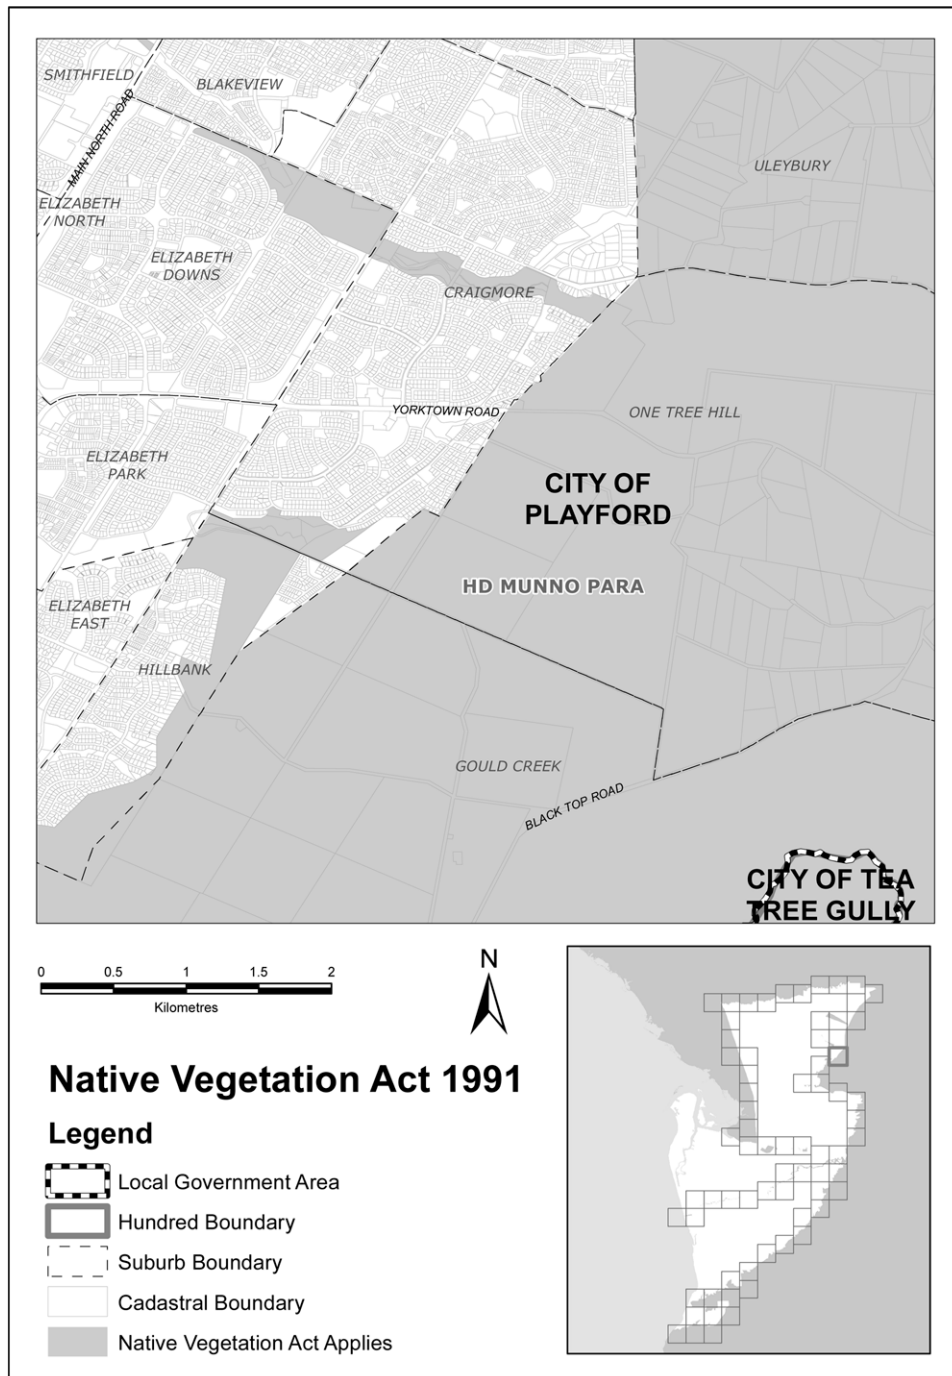 SMITHFIELD
BLAKEVIEW
MAIN NORTH ROAD
ULEYBURY
ELIZABETH
NORTH
ELIZABETH
DOWNS
CRAIGMORE
YORKTOWN ROAD
ONE TREE HILL
ELIZABETH
PARK
CITY OF
PLAYFORD
HD MUNNO PARA
ELIZABETH
EAST
HILLBANK
GOULD CREEK
BLACK TOP ROAD
CITY OF TEA
TREE GULLY
0 0.5 1 1.5 2
Kilometres
N
Native Vegetation Act 1991
Legend
Local Government Area
Hundred Boundary
Suburb Boundary
Cadastral Boundary
Native Vegetation Act Applies